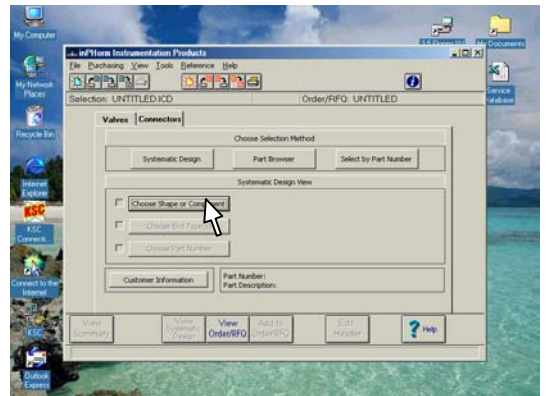 My Computer
My Documents
inPHorm Instrumentation Products
File Purchasing View Tools Reference Help
My Network
Places
Selection: UNTITLED.ICD
Order/RFQ: UNTITLED
Service
Valves
Connectors
Choose Selection Method
Recycle Bin
Systematic Design
Part Browser
Select by Part Number
Systematic Design View
Internet
Explorer
Choose Shape or Component
KSC
Choose End Types
KSC
Connecti...
Choose Part Number
Customer Information
Part Number:
Part Description:
Connect to the
Internet
View
Summary
View
Systematic
Design
View
Order/RFQ
Add to
Order/RFQ
Edit
Header
? Help
KSC
Outlook
Express